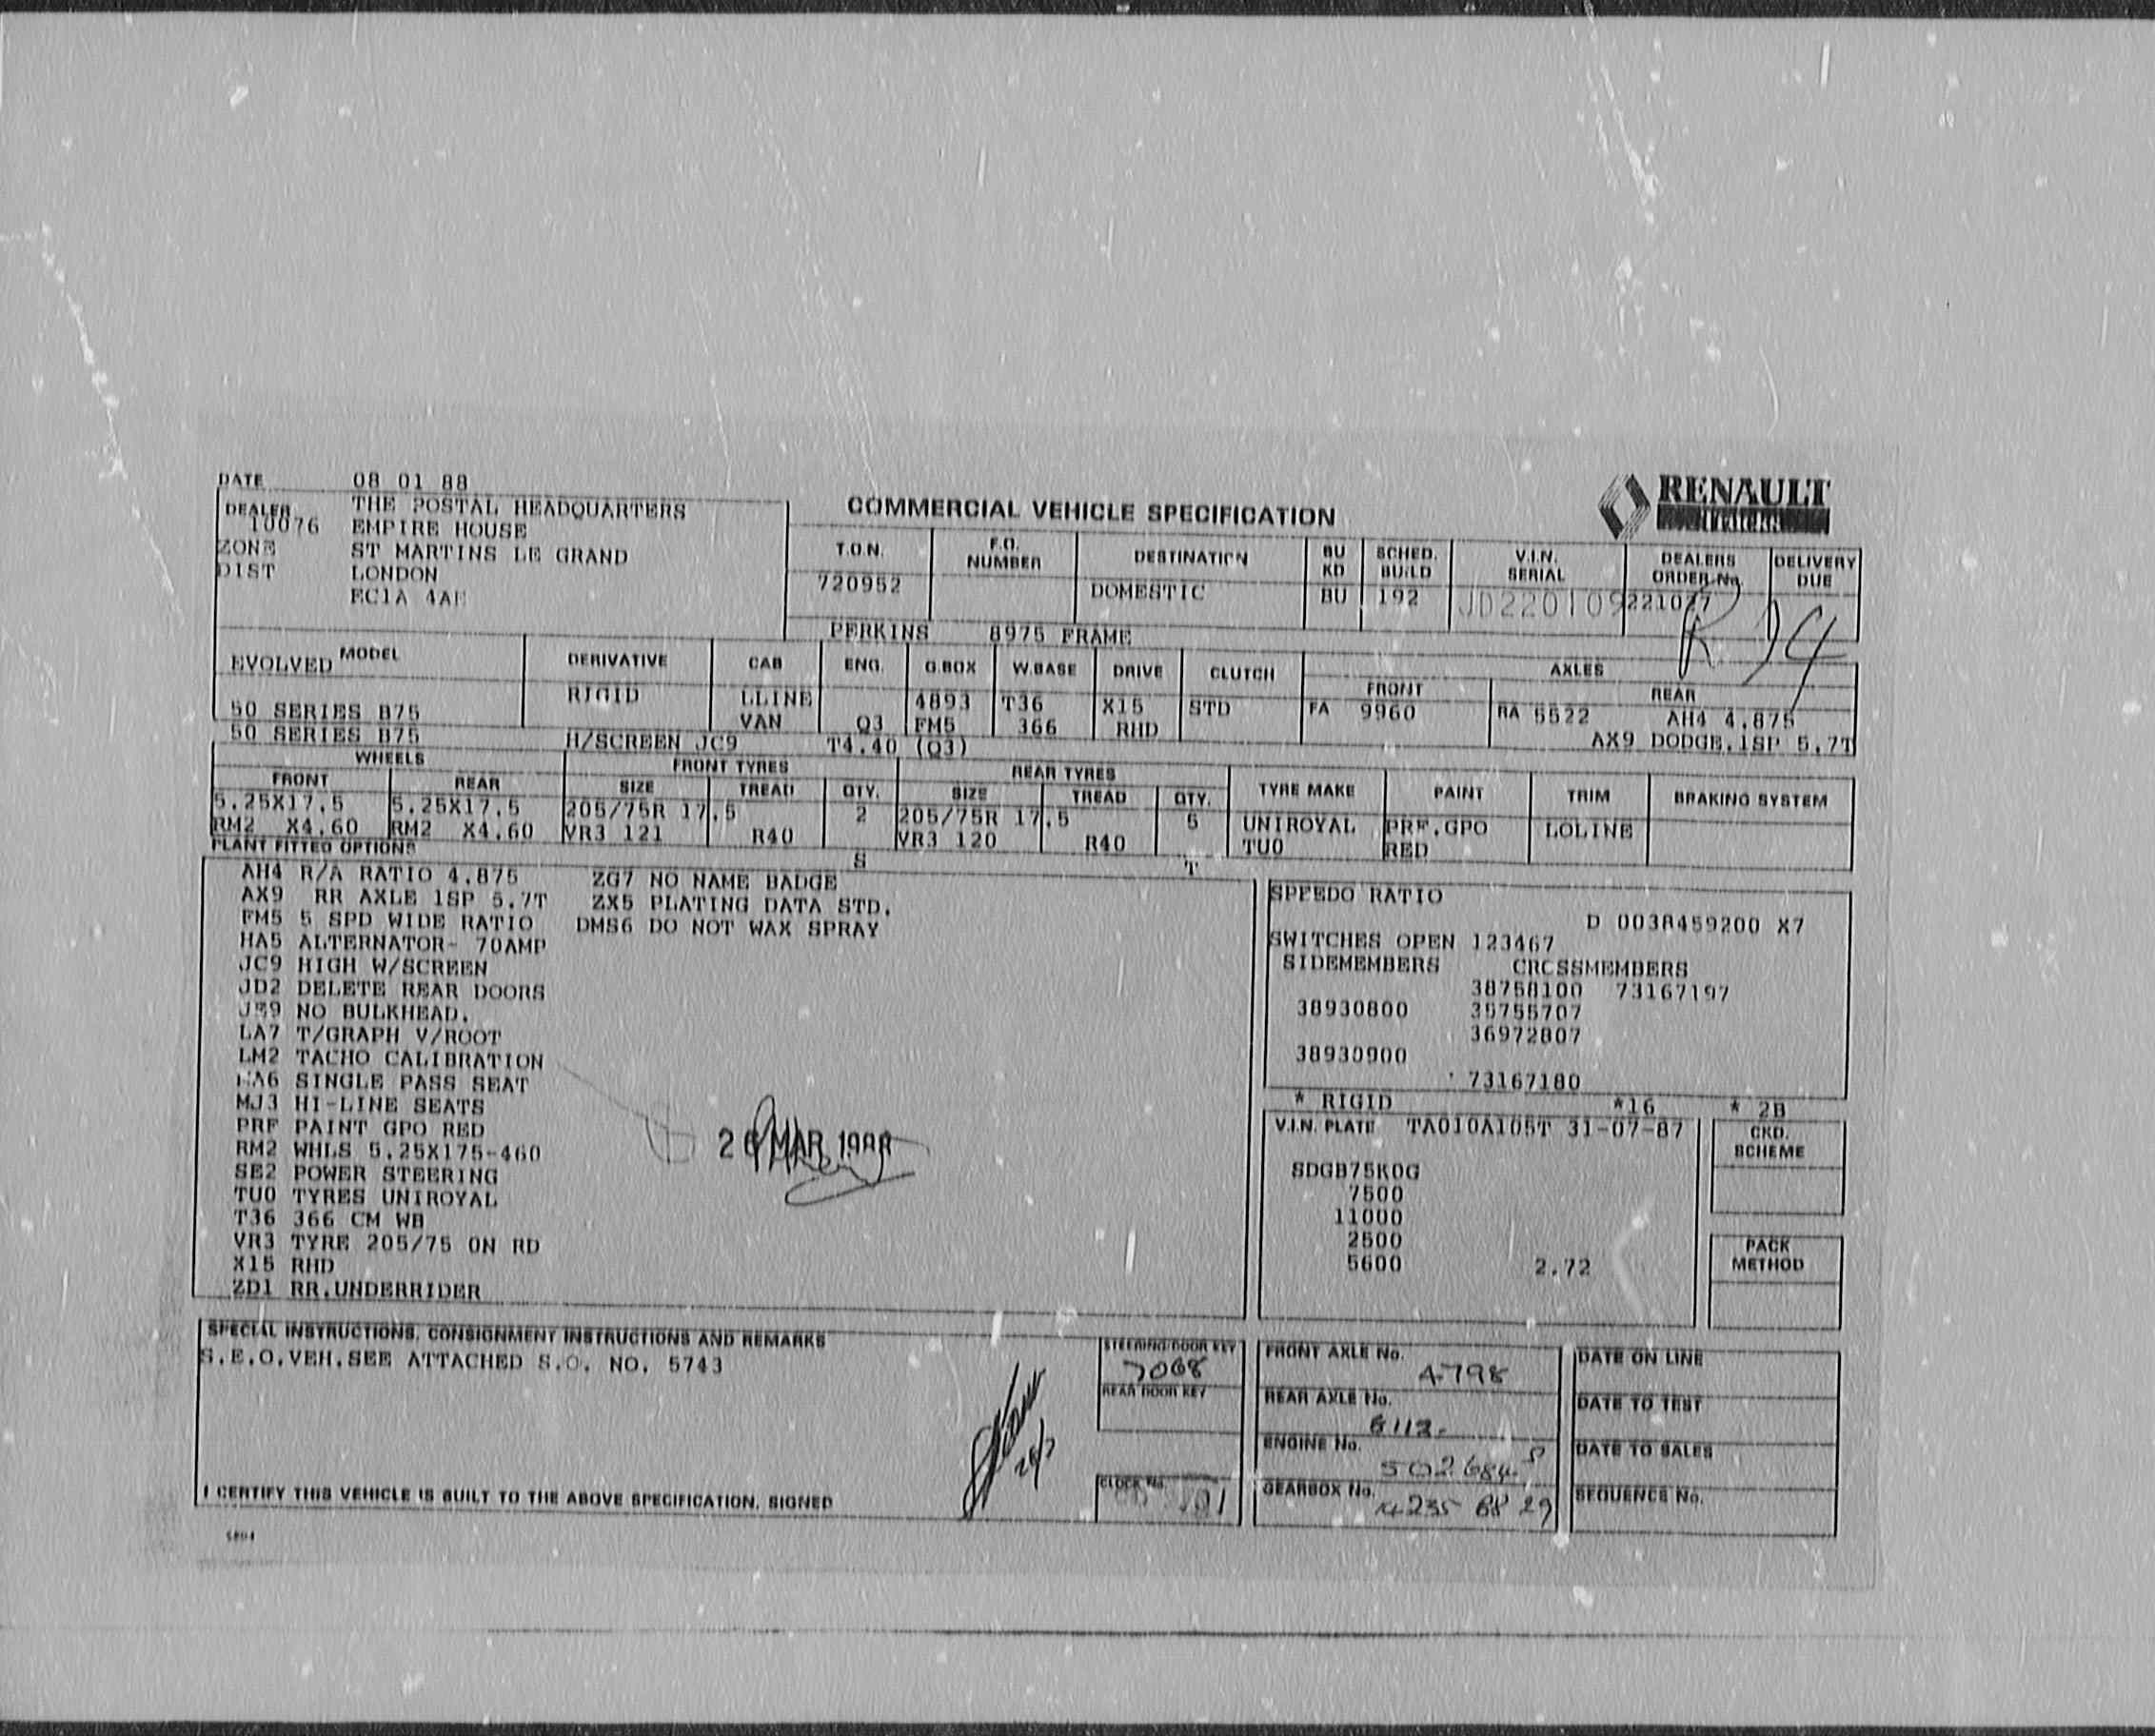 DATE 08 01 88
DEALER THE POSTAL HEADQUARTERS
10076 EMPIRE HOUSE
ZONE ST MARTINS LE GRAND
DIST LONDON
EC1A 4AE
COMMERCIAL VEHICLE SPECIFICATION
RENAULT
T.O.N. F.O. NUMBER DESTINATION BU KD SCHED. BUILD V.I.N. SERIAL DEALERS ORDER No DELIVERY DUE
720952 DOMESTIC BU 192 JD220109 221077
PERKINS 8975 FRAME
EVOLVED MODEL DERIVATIVE CAB ENG. G.BOX W.BASE DRIVE CLUTCH AXLES
FRONT REAR
50 SERIES B75 RIGID LLINE 4893 T36 X15 STD FA 9960 RA 5522 AH4 4.875
VAN Q3 FM5 366 RHD
50 SERIES B75 H/SCREEN JC9 T4.40 (Q3) AX9 DODGE.1SP 5.7T
WHEELS FRONT TYRES REAR TYRES
FRONT REAR SIZE TREAD QTY. SIZE TREAD QTY. TYRE MAKE PAINT TRIM BRAKING SYSTEM
5.25X17.5 5.25X17.5 205/75R 17.5 2 205/75R 17.5 5 UNIROYAL PRF.GPO LOLINE
RM2 X4.60 RM2 X4.60 VR3 121 R40 VR3 120 R40 TU0 RED
PLANT FITTED OPTIONS S T
AH4 R/A RATIO 4.875 ZG7 NO NAME BADGE
AX9 RR AXLE 1SP 5.7T ZX5 PLATING DATA STD.
FM5 5 SPD WIDE RATIO DMS6 DO NOT WAX SPRAY
HA5 ALTERNATOR- 70AMP
JC9 HIGH W/SCREEN
JD2 DELETE REAR DOORS
NO BULKHEAD.
LA7 T/GRAPH V/ROOT
LM2 TACHO CALIBRATION
SINGLE PASS SEAT
MJ3 HI-LINE SEATS
PRF PAINT GPO RED
RM2 WHLS 5.25X175-460
SE2 POWER STEERING
TU0 TYRES UNIROYAL
T36 366 CM WB
VR3 TYRE 205/75 ON RD
X15 RHD
ZD1 RR.UNDERRIDER
MAR 1988
SPEEDO RATIO
D 0038459200 X7
SWITCHES OPEN 123467
SIDEMEMBERS CROSSMEMBERS
38758100 73167197
38930800 35755707
36972807
38930900
73167180
* RIGID *16 * 2B
V.I.N. PLATE TA010A105T 31-07-87
SDGB75K0G
7500
11000
2500
5600 2.72
CKD. SCHEME
PACK METHOD
SPECIAL INSTRUCTIONS, CONSIGNMENT INSTRUCTIONS AND REMARKS
S.E.O.VEH.SEE ATTACHED S.O. NO. 5743
I CERTIFY THIS VEHICLE IS BUILT TO THE ABOVE SPECIFICATION. SIGNED
STEERING/DOOR KEY
7068
REAR DOOR KEY
CLOCK No.
FRONT AXLE No. 4798
REAR AXLE No.
ENGINE No.
GEARBOX No.
DATE ON LINE
DATE TO TEST
DATE TO SALES
SEQUENCE No.